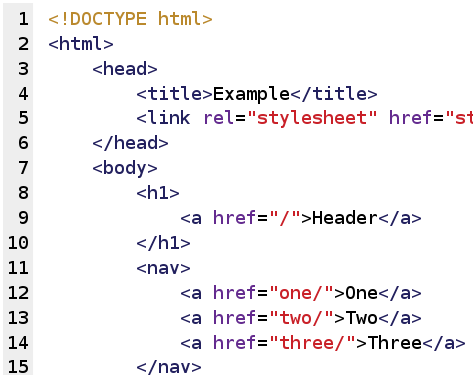 1 <!DOCTYPE html>
2 <html>
3     <head>
4         <title>Example</title>
5         <link rel="stylesheet" href="st
6     </head>
7     <body>
8         <h1>
9             <a href="/">Header</a>
10         </h1>
11         <nav>
12             <a href="one/">One</a>
13             <a href="two/">Two</a>
14             <a href="three/">Three</a>
15         </nav>